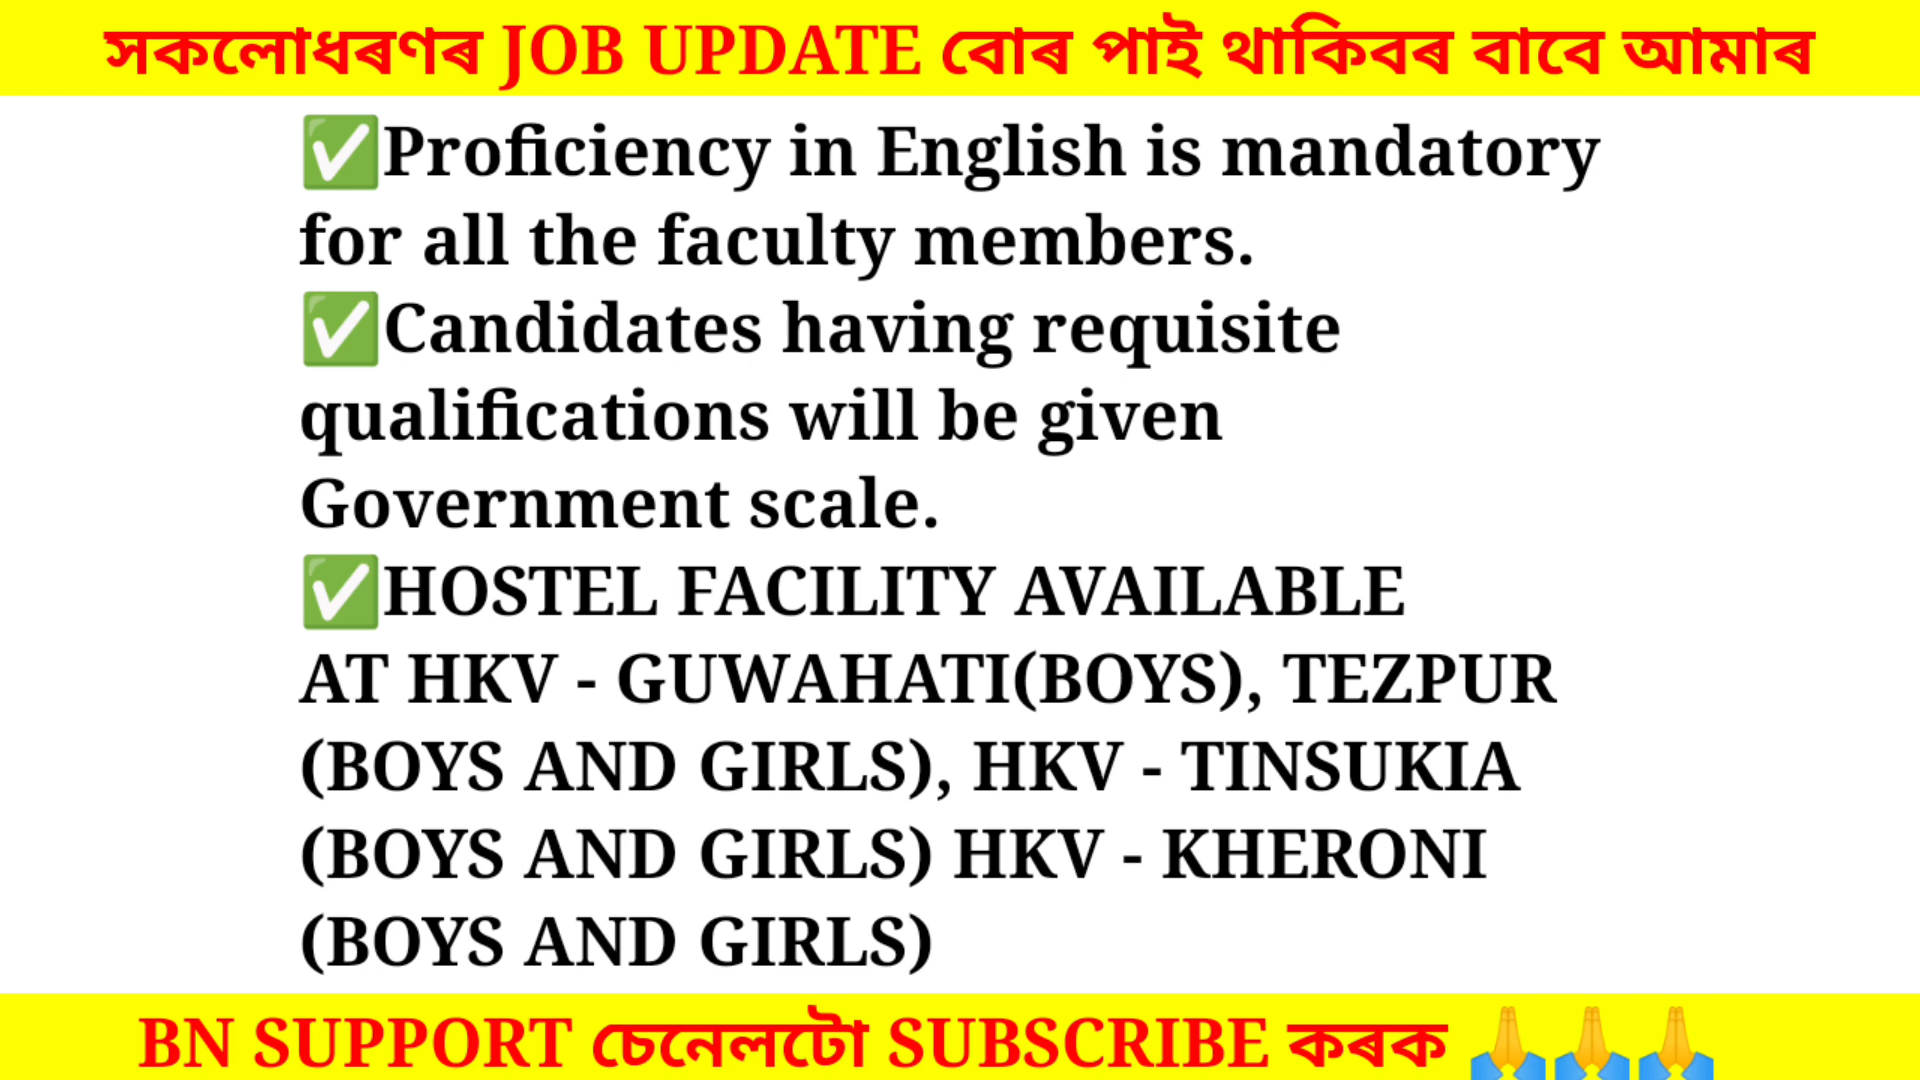 সকলোধৰণৰ JOB UPDATE বোৰ পাই থাকিবৰ বাবে আমাৰ
✅Proficiency in English is mandatory
for all the faculty members.
✅Candidates having requisite
qualifications will be given
Government scale.
✅HOSTEL FACILITY AVAILABLE
AT HKV - GUWAHATI(BOYS), TEZPUR
(BOYS AND GIRLS), HKV - TINSUKIA
(BOYS AND GIRLS) HKV - KHERONI
(BOYS AND GIRLS)
BN SUPPORT চেনেলটো SUBSCRIBE কৰক 🙏🙏🙏